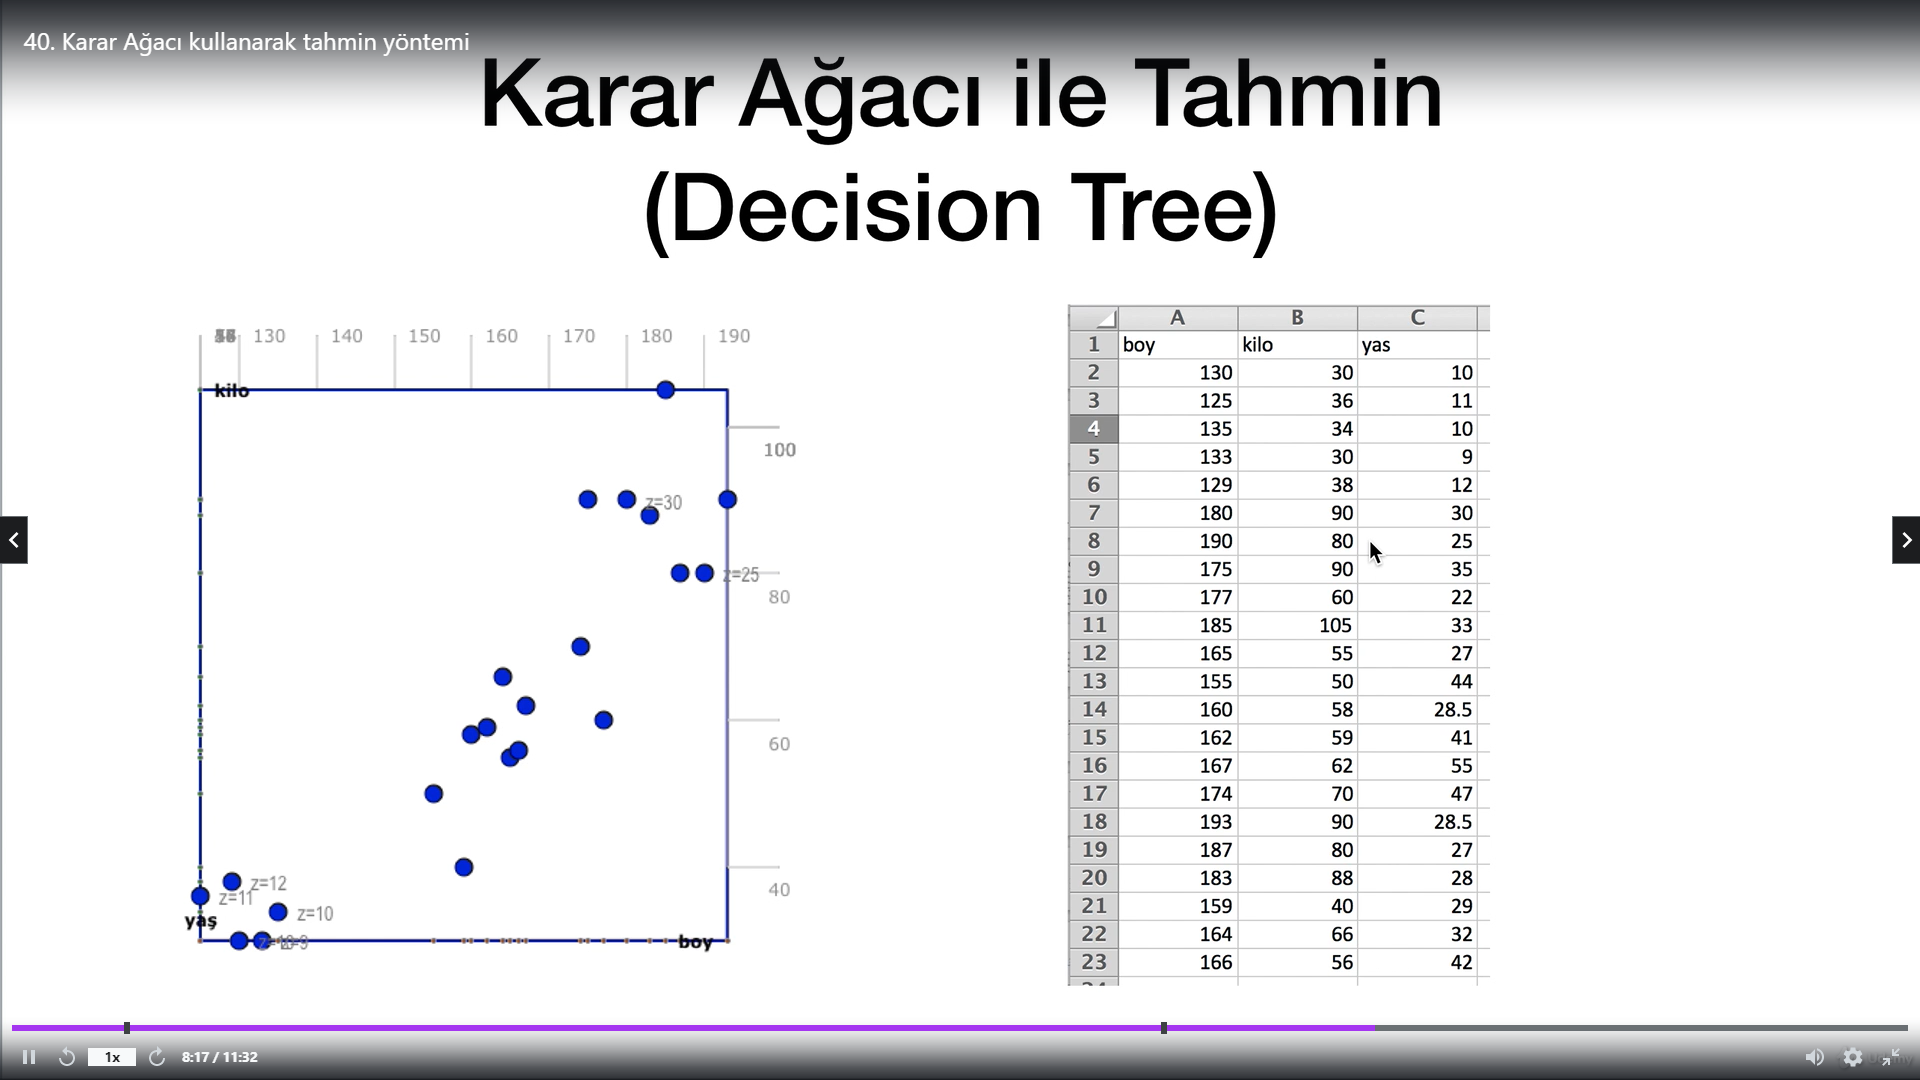 40. Karar Ağacı kullanarak tahmin yöntemi
Karar Ağacı ile Tahmin
(Decision Tree)
130 140 150 160 170 180 190
kilo
100
z=30
z=25
80
60
40
z=12
z=11
z=10
yaş
boy
A B C
1 boy kilo yas
2 130 30 10
3 125 36 11
4 135 34 10
5 133 30 9
6 129 38 12
7 180 90 30
8 190 80 25
9 175 90 35
10 177 60 22
11 185 105 33
12 165 55 27
13 155 50 44
14 160 58 28.5
15 162 59 41
16 167 62 55
17 174 70 47
18 193 90 28.5
19 187 80 27
20 183 88 28
21 159 40 29
22 164 66 32
23 166 56 42
1x 8:17 / 11:32